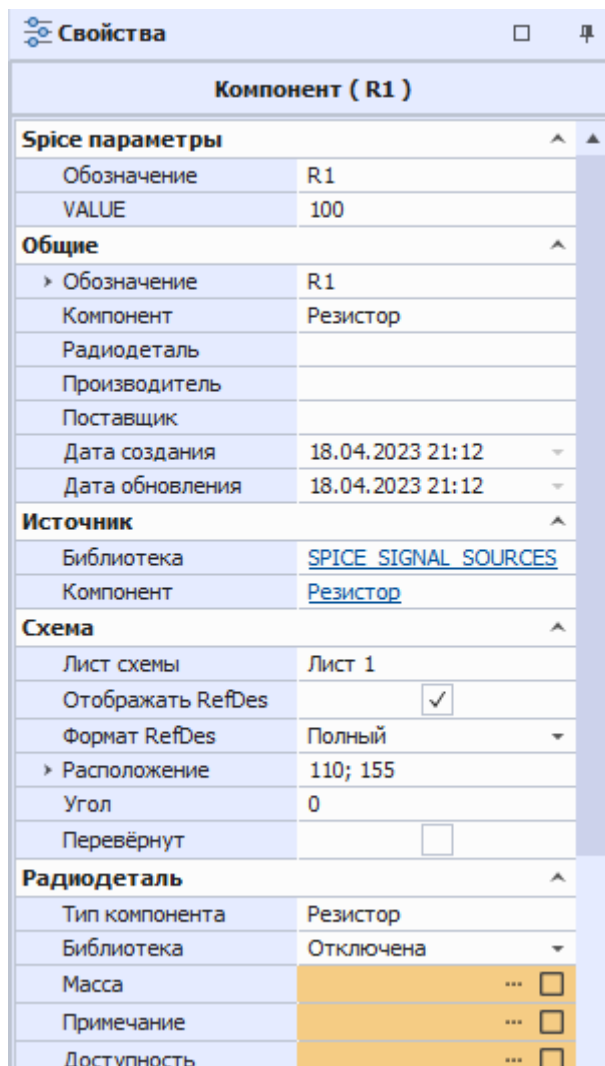 Свойства
Компонент ( R1 )
Spice параметры
Обозначение R1
VALUE 100
Общие
Обозначение R1
Компонент Резистор
Радиодеталь
Производитель
Поставщик
Дата создания 18.04.2023 21:12
Дата обновления 18.04.2023 21:12
Источник
Библиотека SPICE_SIGNAL_SOURCES
Компонент Резистор
Схема
Лист схемы Лист 1
Отображать RefDes
Формат RefDes Полный
Расположение 110; 155
Угол 0
Перевёрнут
Радиодеталь
Тип компонента Резистор
Библиотека Отключена
Масса ...
Примечание ...
Доступность ...